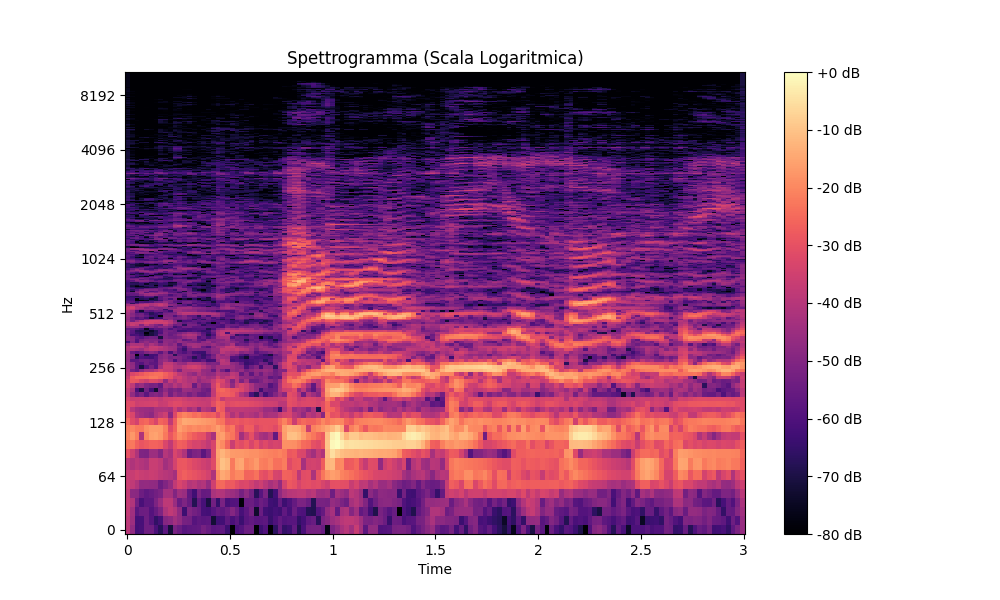 Spettrogramma (Scala Logaritmica)
Hz
8192
4096
2048
1024
512
256
128
64
0
0
0.5
1
1.5
2
2.5
3
Time
+0 dB
-10 dB
-20 dB
-30 dB
-40 dB
-50 dB
-60 dB
-70 dB
-80 dB